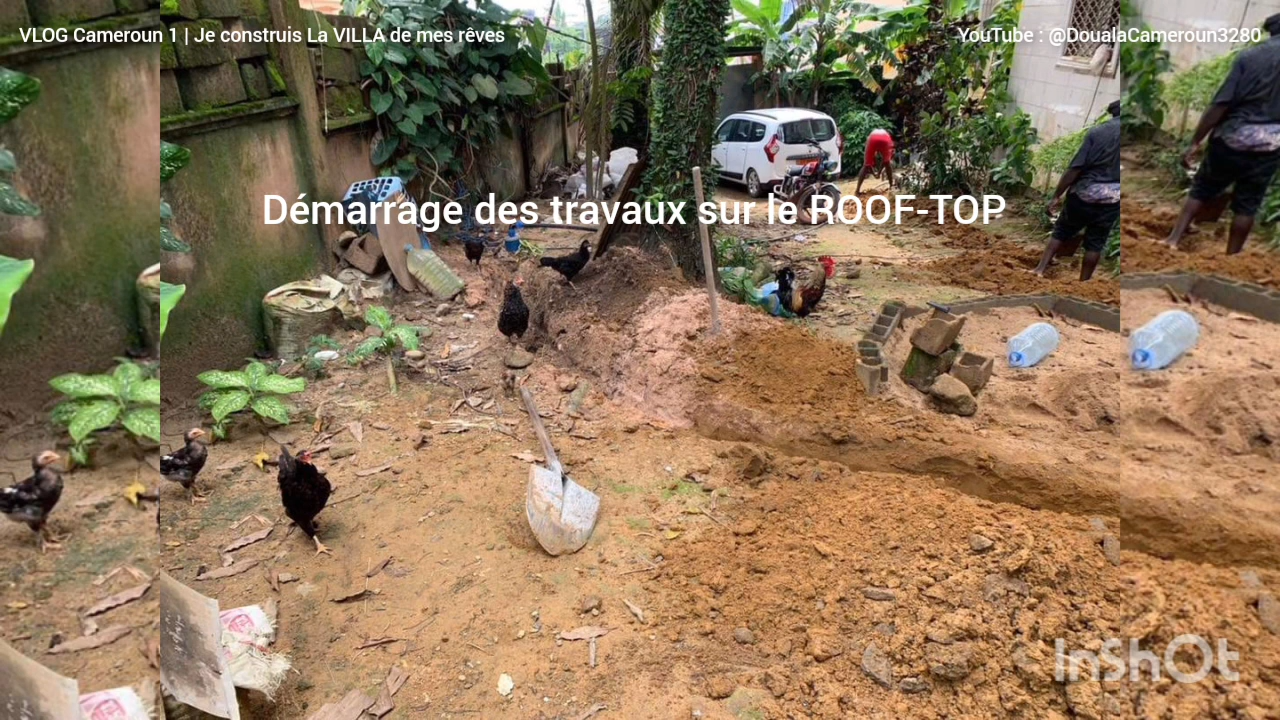 VLOG Cameroun 1 | Je construis La VILLA de mes rêves
YouTube : @DoualaCameroun3280
Démarrage des travaux sur le ROOF-TOP
InShOt